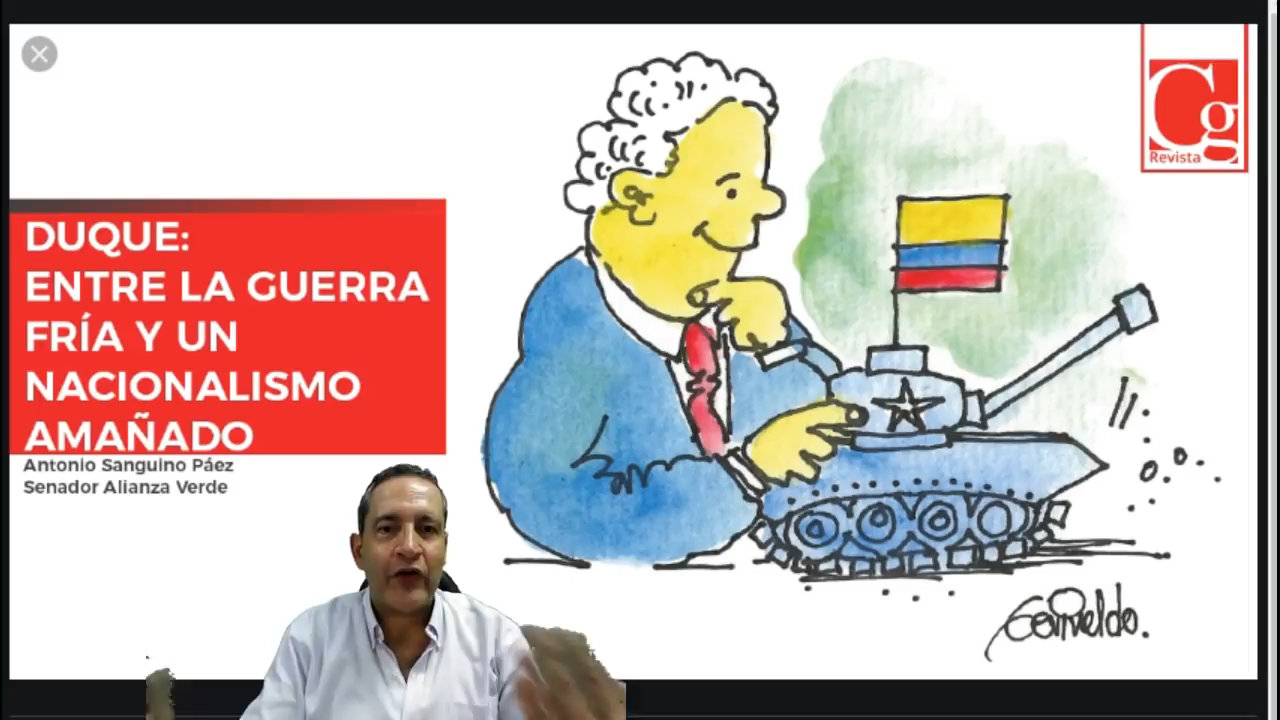 Cg
Revista
DUQUE:
ENTRE LA GUERRA
FRÍA Y UN
NACIONALISMO
AMAÑADO
Antonio Sanguino Páez
Senador Alianza Verde